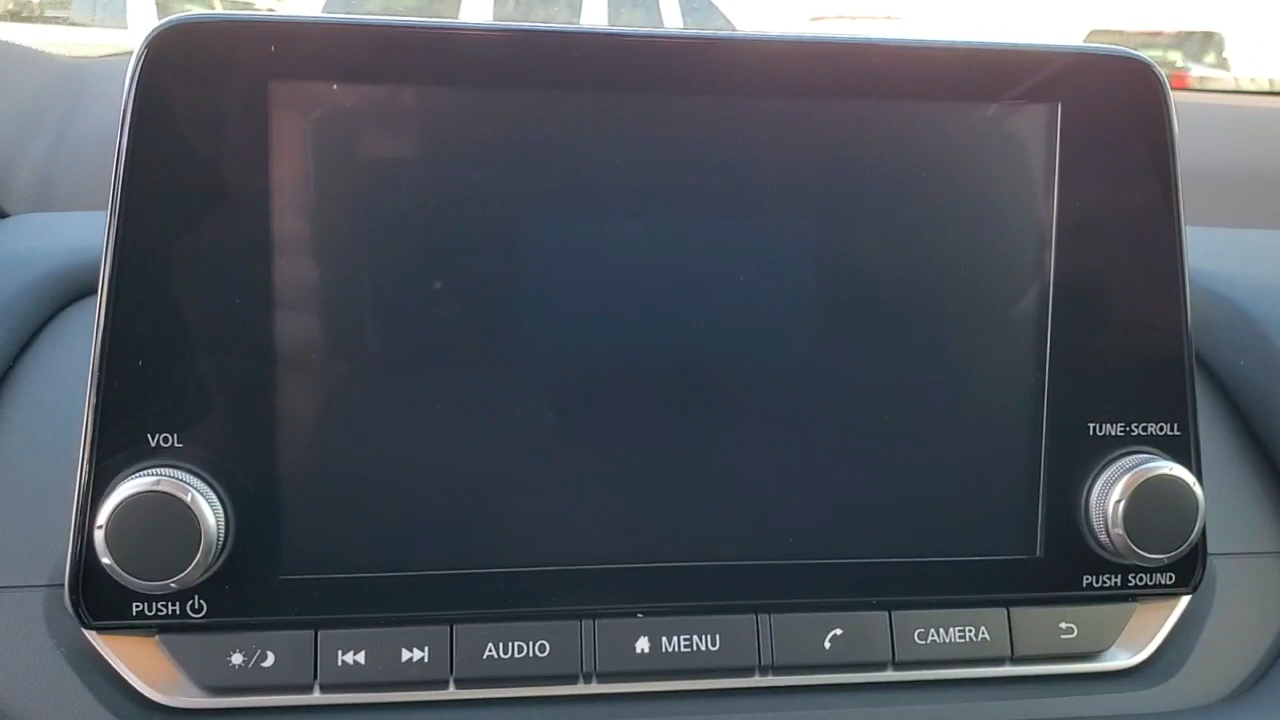 VOL
TUNE·SCROLL
PUSH
PUSH SOUND
AUDIO
MENU
CAMERA